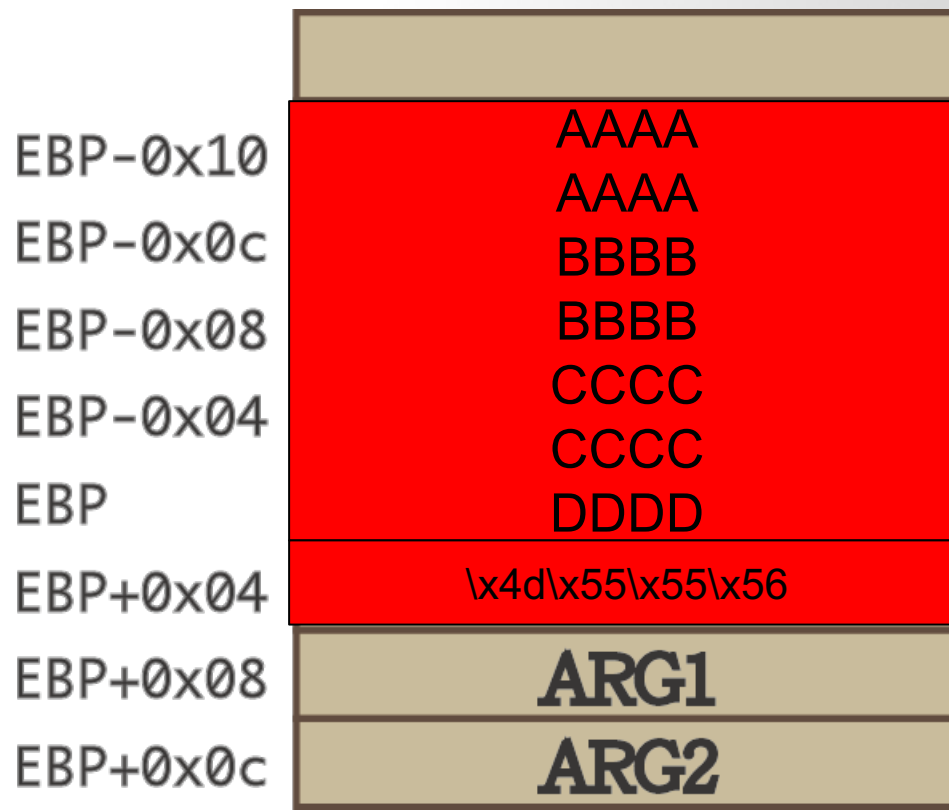 EBP-0x10
EBP-0x0c
EBP-0x08
EBP-0x04
EBP
EBP+0x04
EBP+0x08
EBP+0x0c
AAAA
AAAA
BBBB
BBBB
CCCC
CCCC
DDDD
\x4d\x55\x55\x56
ARG1
ARG2